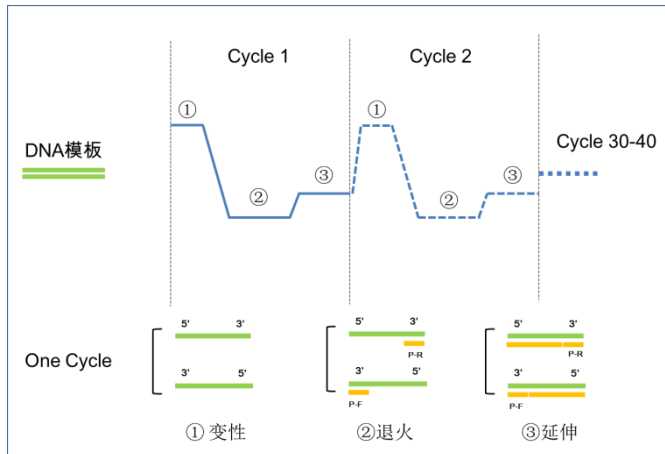 Cycle 1
Cycle 2
①
①
Cycle 30-40
DNA模板
③
③
②
②
5' 3'
5' 3'
5' 3'
P-R
P-R
One Cycle
3' 5'
3' 5'
3' 5'
P-F
P-F
① 变性
②退火
③延伸